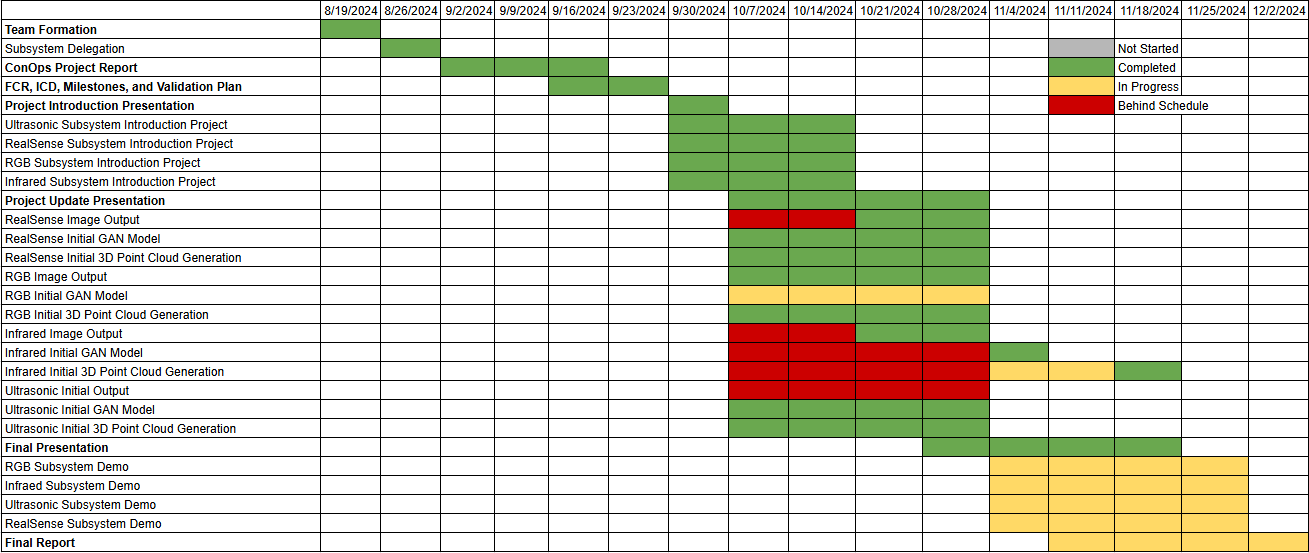 8/19/2024 8/26/2024 9/2/2024 9/9/2024 9/16/2024 9/23/2024 9/30/2024 10/7/2024 10/14/2024 10/21/2024 10/28/2024 11/4/2024 11/11/2024 11/18/2024 11/25/2024 12/2/2024
Team Formation
Subsystem Delegation Not Started
ConOps Project Report Completed
FCR, ICD, Milestones, and Validation Plan In Progress
Project Introduction Presentation Behind Schedule
Ultrasonic Subsystem Introduction Project
RealSense Subsystem Introduction Project
RGB Subsystem Introduction Project
Infrared Subsystem Introduction Project
Project Update Presentation
RealSense Image Output
RealSense Initial GAN Model
RealSense Initial 3D Point Cloud Generation
RGB Image Output
RGB Initial GAN Model
RGB Initial 3D Point Cloud Generation
Infrared Image Output
Infrared Initial GAN Model
Infrared Initial 3D Point Cloud Generation
Ultrasonic Initial Output
Ultrasonic Initial GAN Model
Ultrasonic Initial 3D Point Cloud Generation
Final Presentation
RGB Subsystem Demo
Infraed Subsystem Demo
Ultrasonic Subsystem Demo
RealSense Subsystem Demo
Final Report